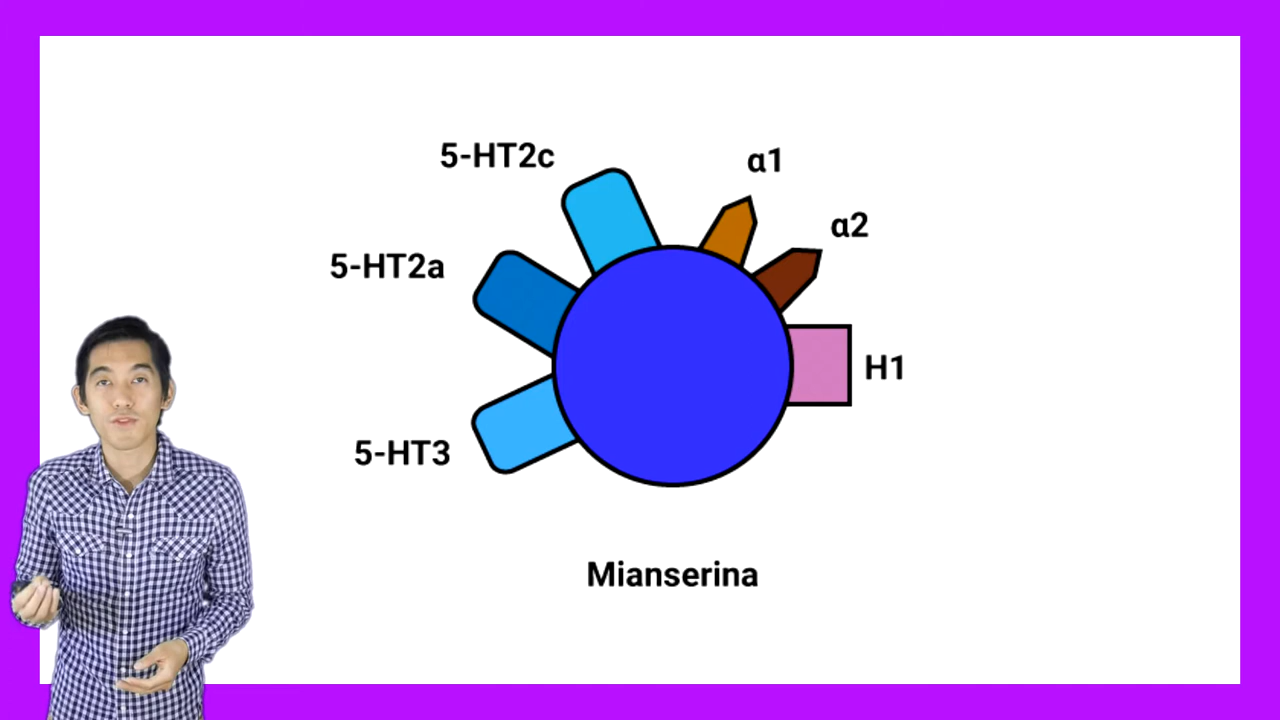 5-HT2c
α1
α2
5-HT2a
H1
5-HT3
Mianserina